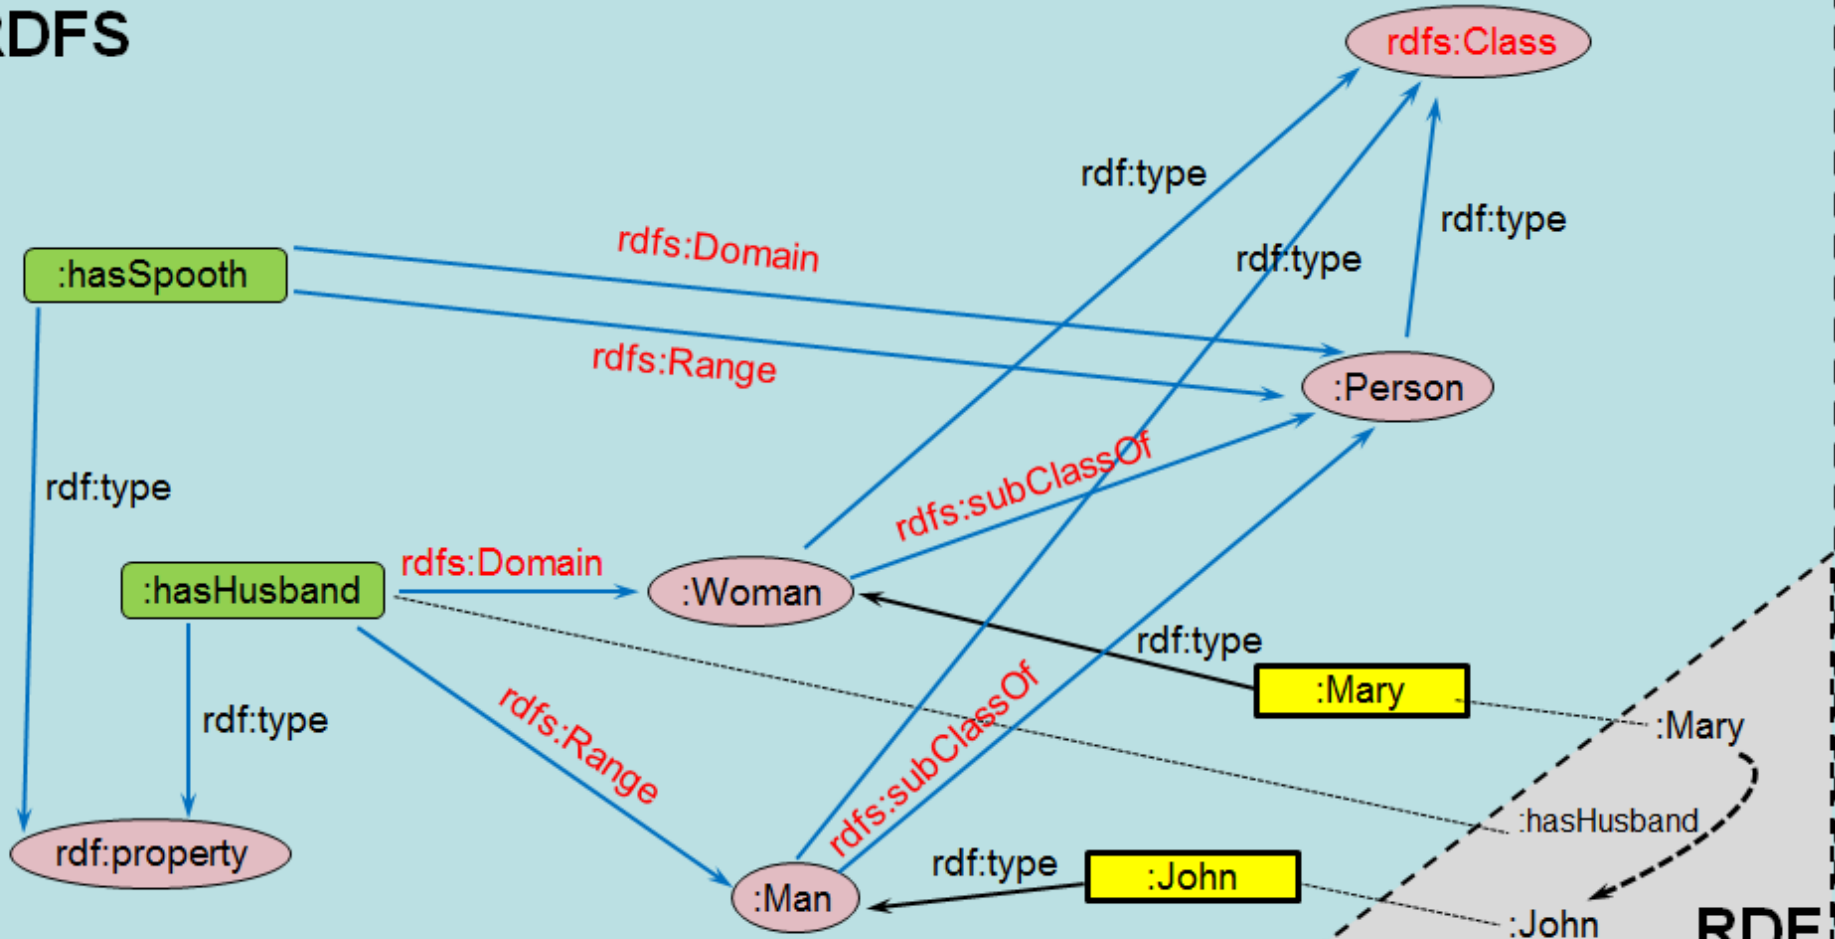 RDFS
rdfs:Class
rdf:type
rdf:type
rdfs:Domain
rdf:type
:hasSpooth
rdfs:Range
:Person
rdfs:subClassOf
rdf:type
rdfs:Domain
:hasHusband
:Woman
rdf:type
:Mary
rdfs:subClassOf
rdf:type
rdfs:Range
:Mary
:hasHusband
rdf:property
rdf:type
:John
:Man
:John
RDF